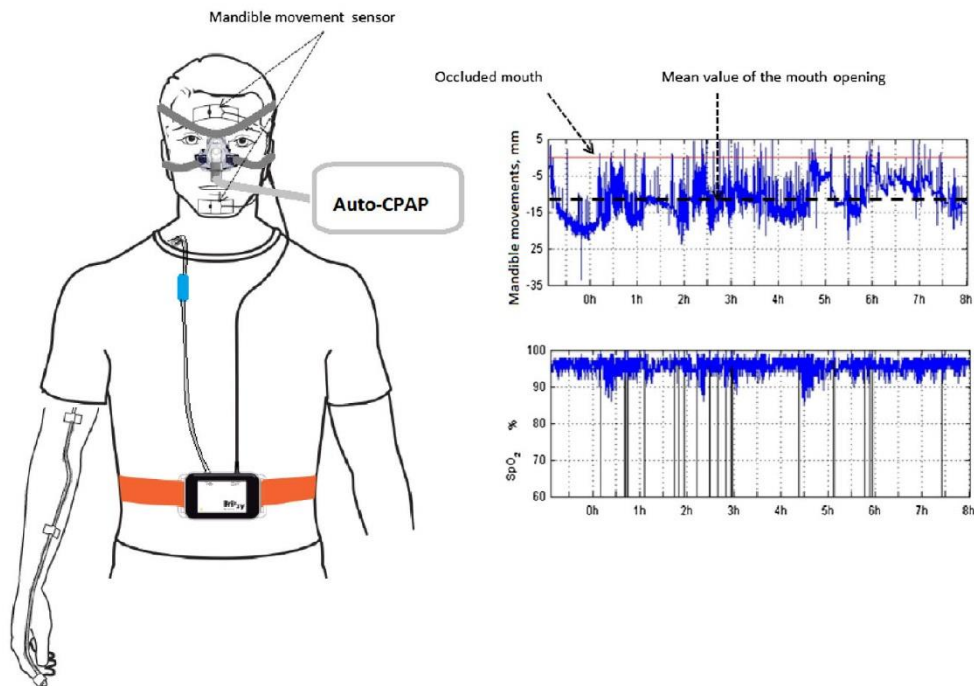 Mandible movement sensor
Occluded mouth
Mean value of the mouth opening
Auto-CPAP
Mandible movements, mm
5
-5
-15
-25
-35
0h 1h 2h 3h 4h 5h 6h 7h 8h
SpO2 %
100
90
80
70
60
0h 1h 2h 3h 4h 5h 6h 7h 8h